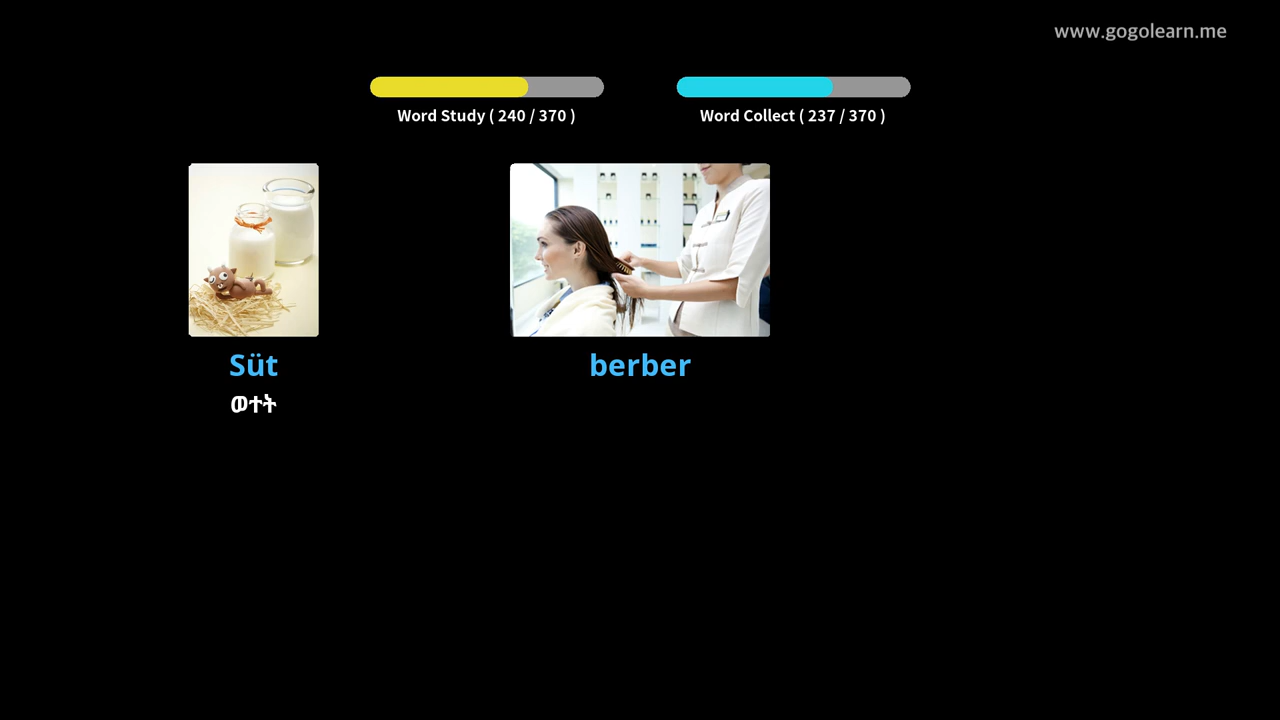 www.gogolearn.me
Word Study ( 240 / 370 )
Word Collect ( 237 / 370 )
Süt
ወተት
berber